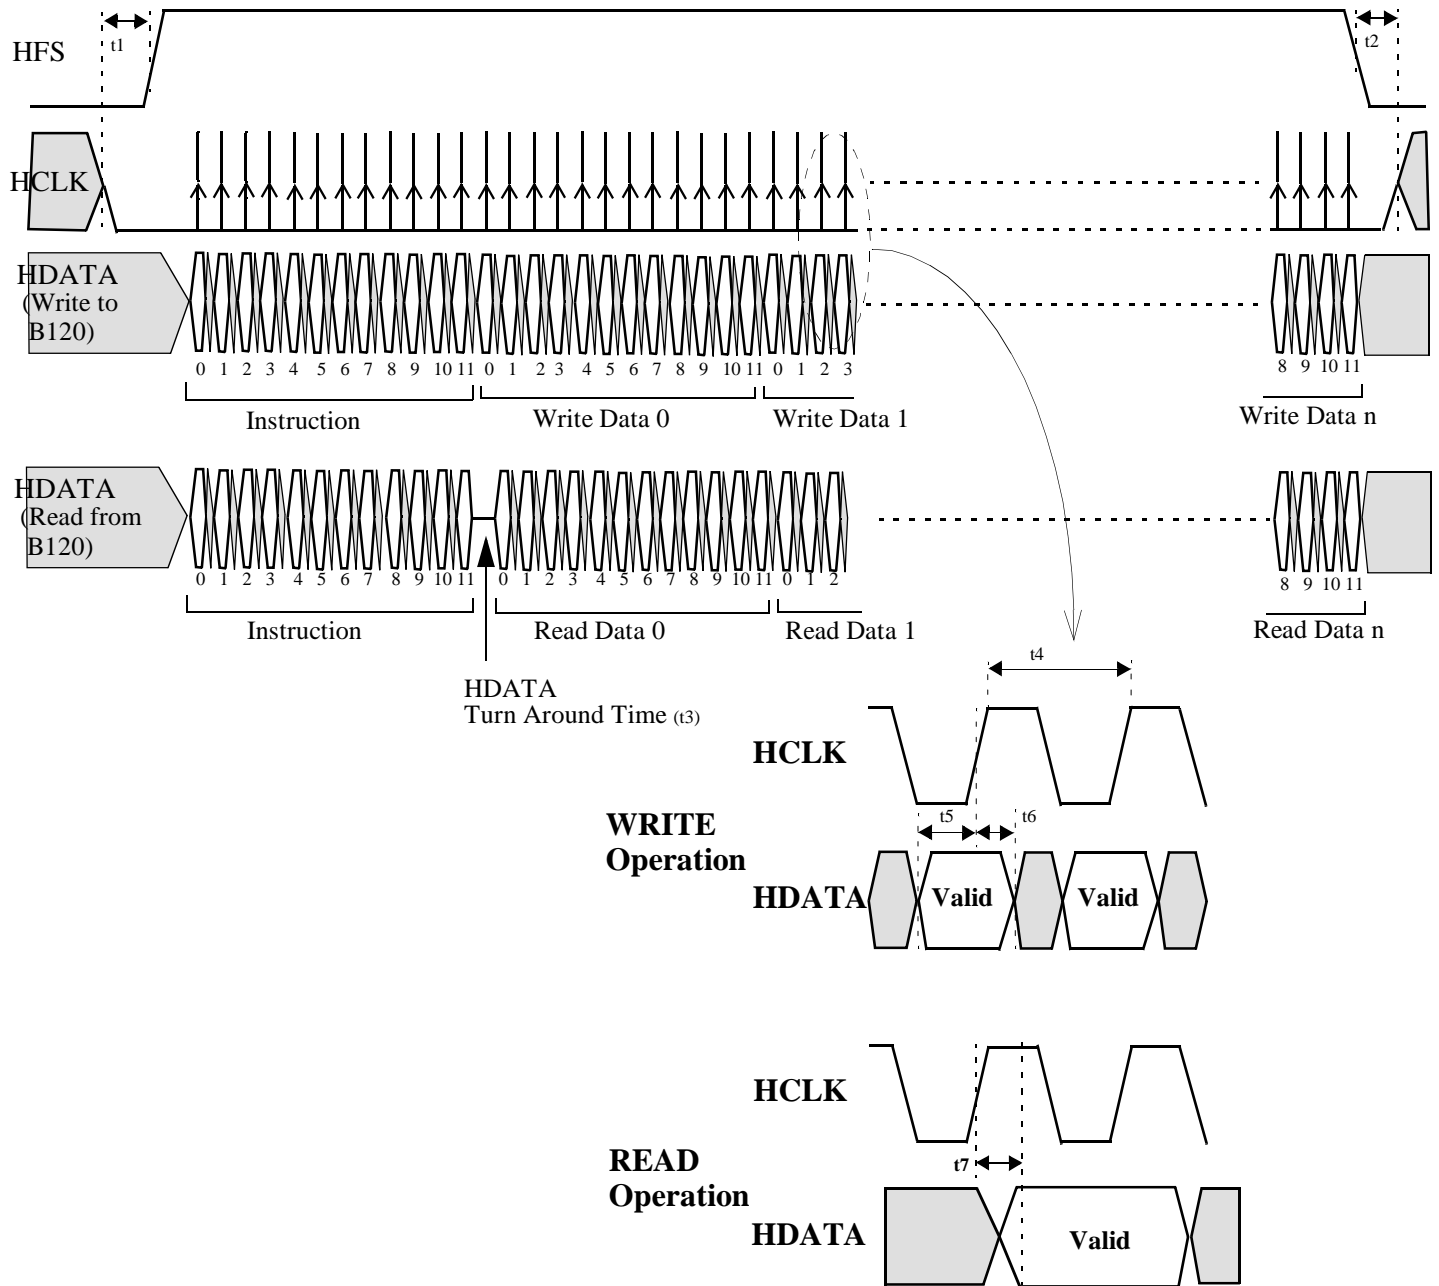 t1
t2
HFS
HCLK
HDATA
(Write to
B120)
0 1 2 3 4 5 6 7 8 9 10 11 0 1 2 3 4 5 6 7 8 9 10 11 0 1 2 3 8 9 10 11
Instruction Write Data 0 Write Data 1 Write Data n
HDATA
(Read from
B120)
0 1 2 3 4 5 6 7 8 9 10 11 0 1 2 3 4 5 6 7 8 9 10 11 0 1 2 8 9 10 11
Instruction Read Data 0 Read Data 1 Read Data n
HDATA
Turn Around Time (t3)
t4
HCLK
t5 t6
WRITE
Operation
HDATA Valid Valid
HCLK
READ
Operation
t7
HDATA Valid